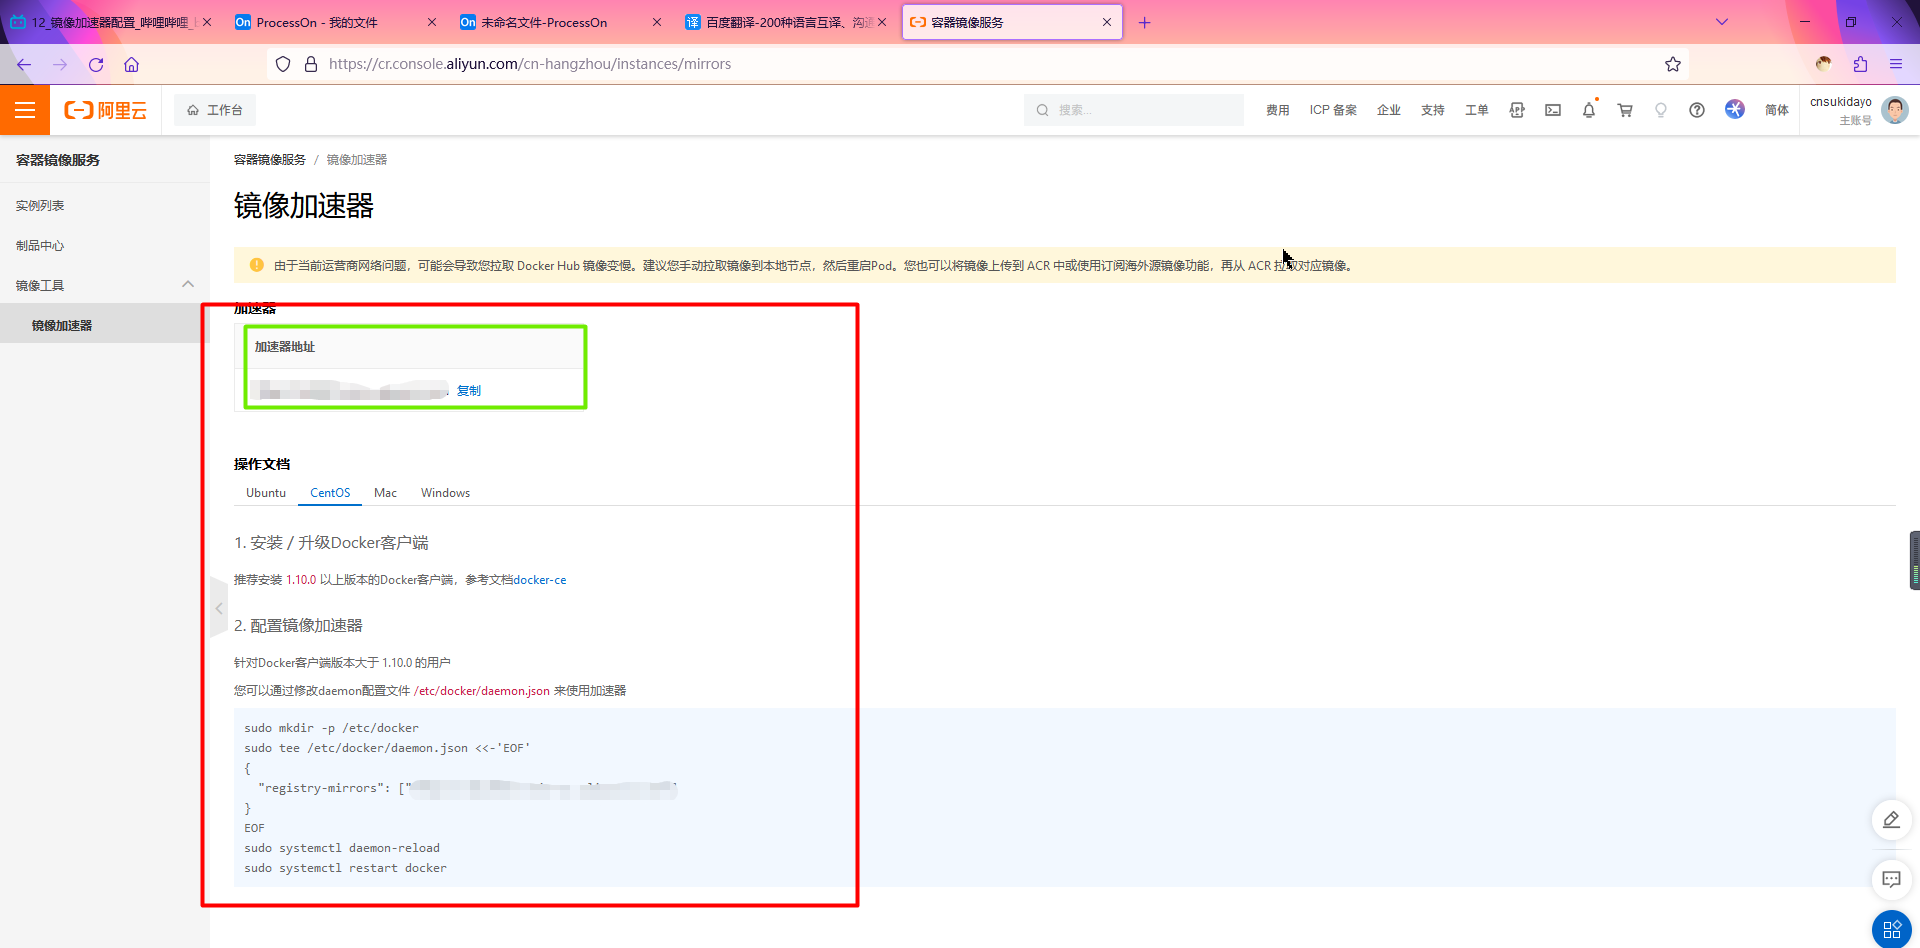 12_镜像加速器配置_哔哩哔哩_
On ProcessOn - 我的文件
On 未命名文件-ProcessOn
译 百度翻译-200种语言互译、沟通
容器镜像服务
https://cr.console.aliyun.com/cn-hangzhou/instances/mirrors
阿里云
工作台
搜索...
费用
ICP 备案
企业
支持
工单
简体
cnsukidayo
主账号
容器镜像服务
实例列表
制品中心
镜像工具
镜像加速器
容器镜像服务 / 镜像加速器
镜像加速器
由于当前运营商网络问题，可能会导致您拉取 Docker Hub 镜像变慢。建议您手动拉取镜像到本地节点，然后重启Pod。您也可以将镜像上传到 ACR 中或使用订阅海外源镜像功能，再从 ACR 拉取对应镜像。
加速器
加速器地址
复制
操作文档
Ubuntu
CentOS
Mac
Windows
1. 安装 / 升级Docker客户端
推荐安装 1.10.0 以上版本的Docker客户端，参考文档docker-ce
2. 配置镜像加速器
针对Docker客户端版本大于 1.10.0 的用户
您可以通过修改daemon配置文件 /etc/docker/daemon.json 来使用加速器
sudo mkdir -p /etc/docker
sudo tee /etc/docker/daemon.json <<-'EOF'
{
"registry-mirrors": ["
}
EOF
sudo systemctl daemon-reload
sudo systemctl restart docker